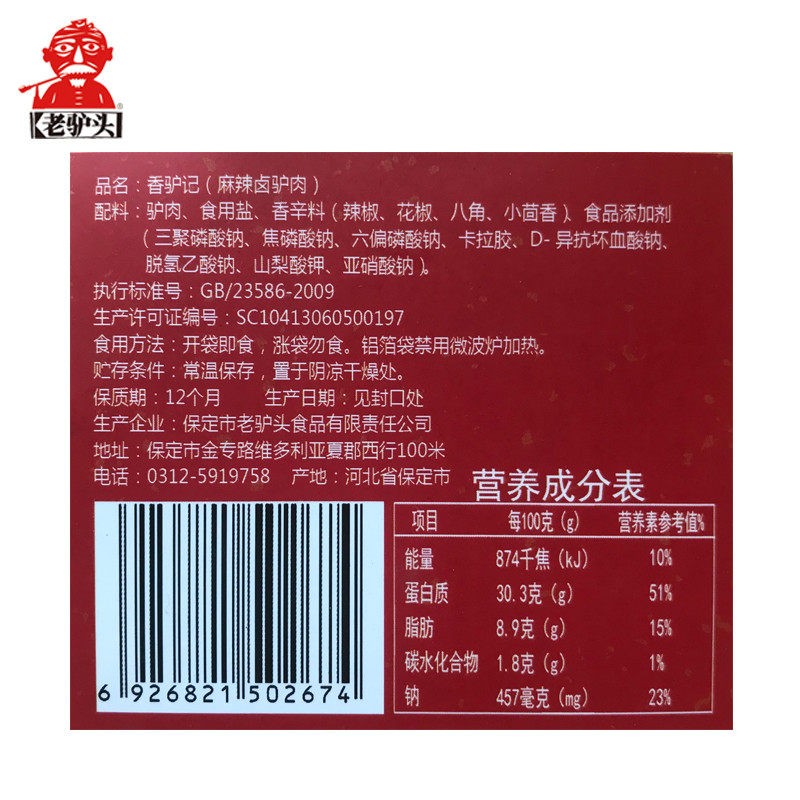 老驴头
®
品名：香驴记（麻辣卤驴肉）
配料：驴肉、食用盐、香辛料（辣椒、花椒、八角、小茴香）、食品添加剂
（三聚磷酸钠、焦磷酸钠、六偏磷酸钠、卡拉胶、D-异抗坏血酸钠、
脱氢乙酸钠、山梨酸钾、亚硝酸钠）。
执行标准号：GB/23586-2009
生产许可证编号：SC10413060500197
食用方法：开袋即食，涨袋勿食。铝箔袋禁用微波炉加热。
贮存条件：常温保存，置于阴凉干燥处。
保质期：12个月 生产日期：见封口处
生产企业：保定市老驴头食品有限责任公司
地址：保定市金专路维多利亚夏郡西行100米
电话：0312-5919758 产地：河北省保定市
营养成分表
项目 每100克（g） 营养素参考值%
能量 874千焦（kJ） 10%
蛋白质 30.3克（g） 51%
脂肪 8.9克（g） 15%
碳水化合物 1.8克（g） 1%
钠 457毫克（mg） 23%
6 926821 502674